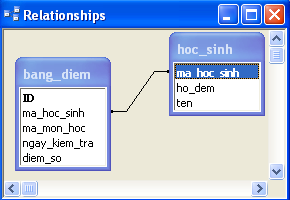 Relationships
bang_diem
ID
ma_hoc_sinh
ma_mon_hoc
ngay_kiem_tra
diem_so
hoc_sinh
ma_hoc_sinh
ho_dem
ten